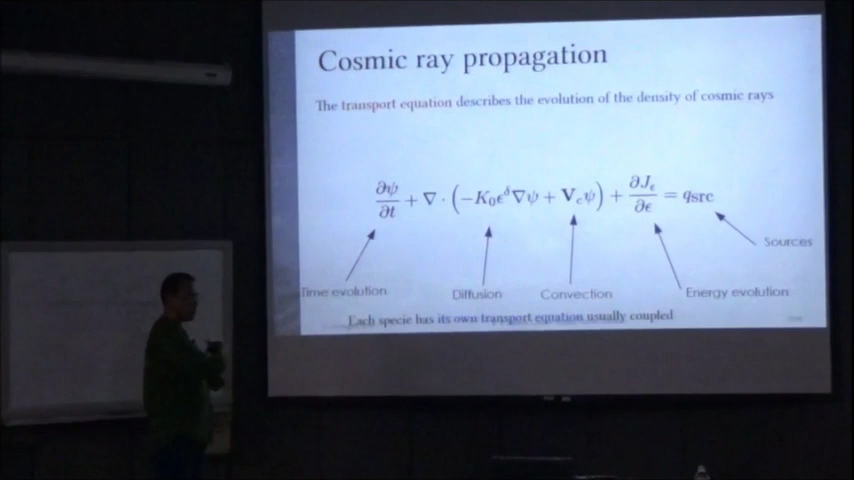 Cosmic ray propagation
The transport equation describes the evolution of the density of cosmic rays
∂ψ/∂t + ∇ · (−K₀ϵ^δ∇ψ + V_cψ) + ∂J_ϵ/∂ϵ = qsrc
Sources
Time evolution
Diffusion
Convection
Energy evolution
Each specie has its own transport equation usually coupled